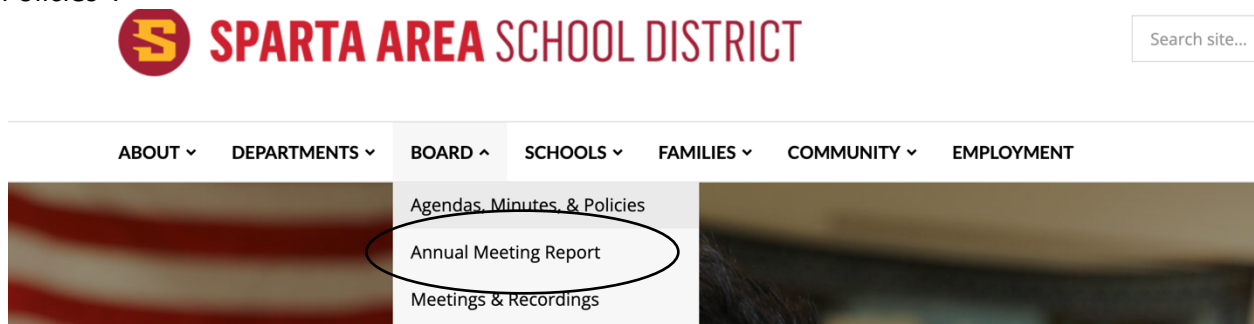 Policies".
S SPARTA AREA SCHOOL DISTRICT
Search site...
ABOUT DEPARTMENTS BOARD SCHOOLS FAMILIES COMMUNITY EMPLOYMENT
Agendas, Minutes, & Policies
Annual Meeting Report
Meetings & Recordings